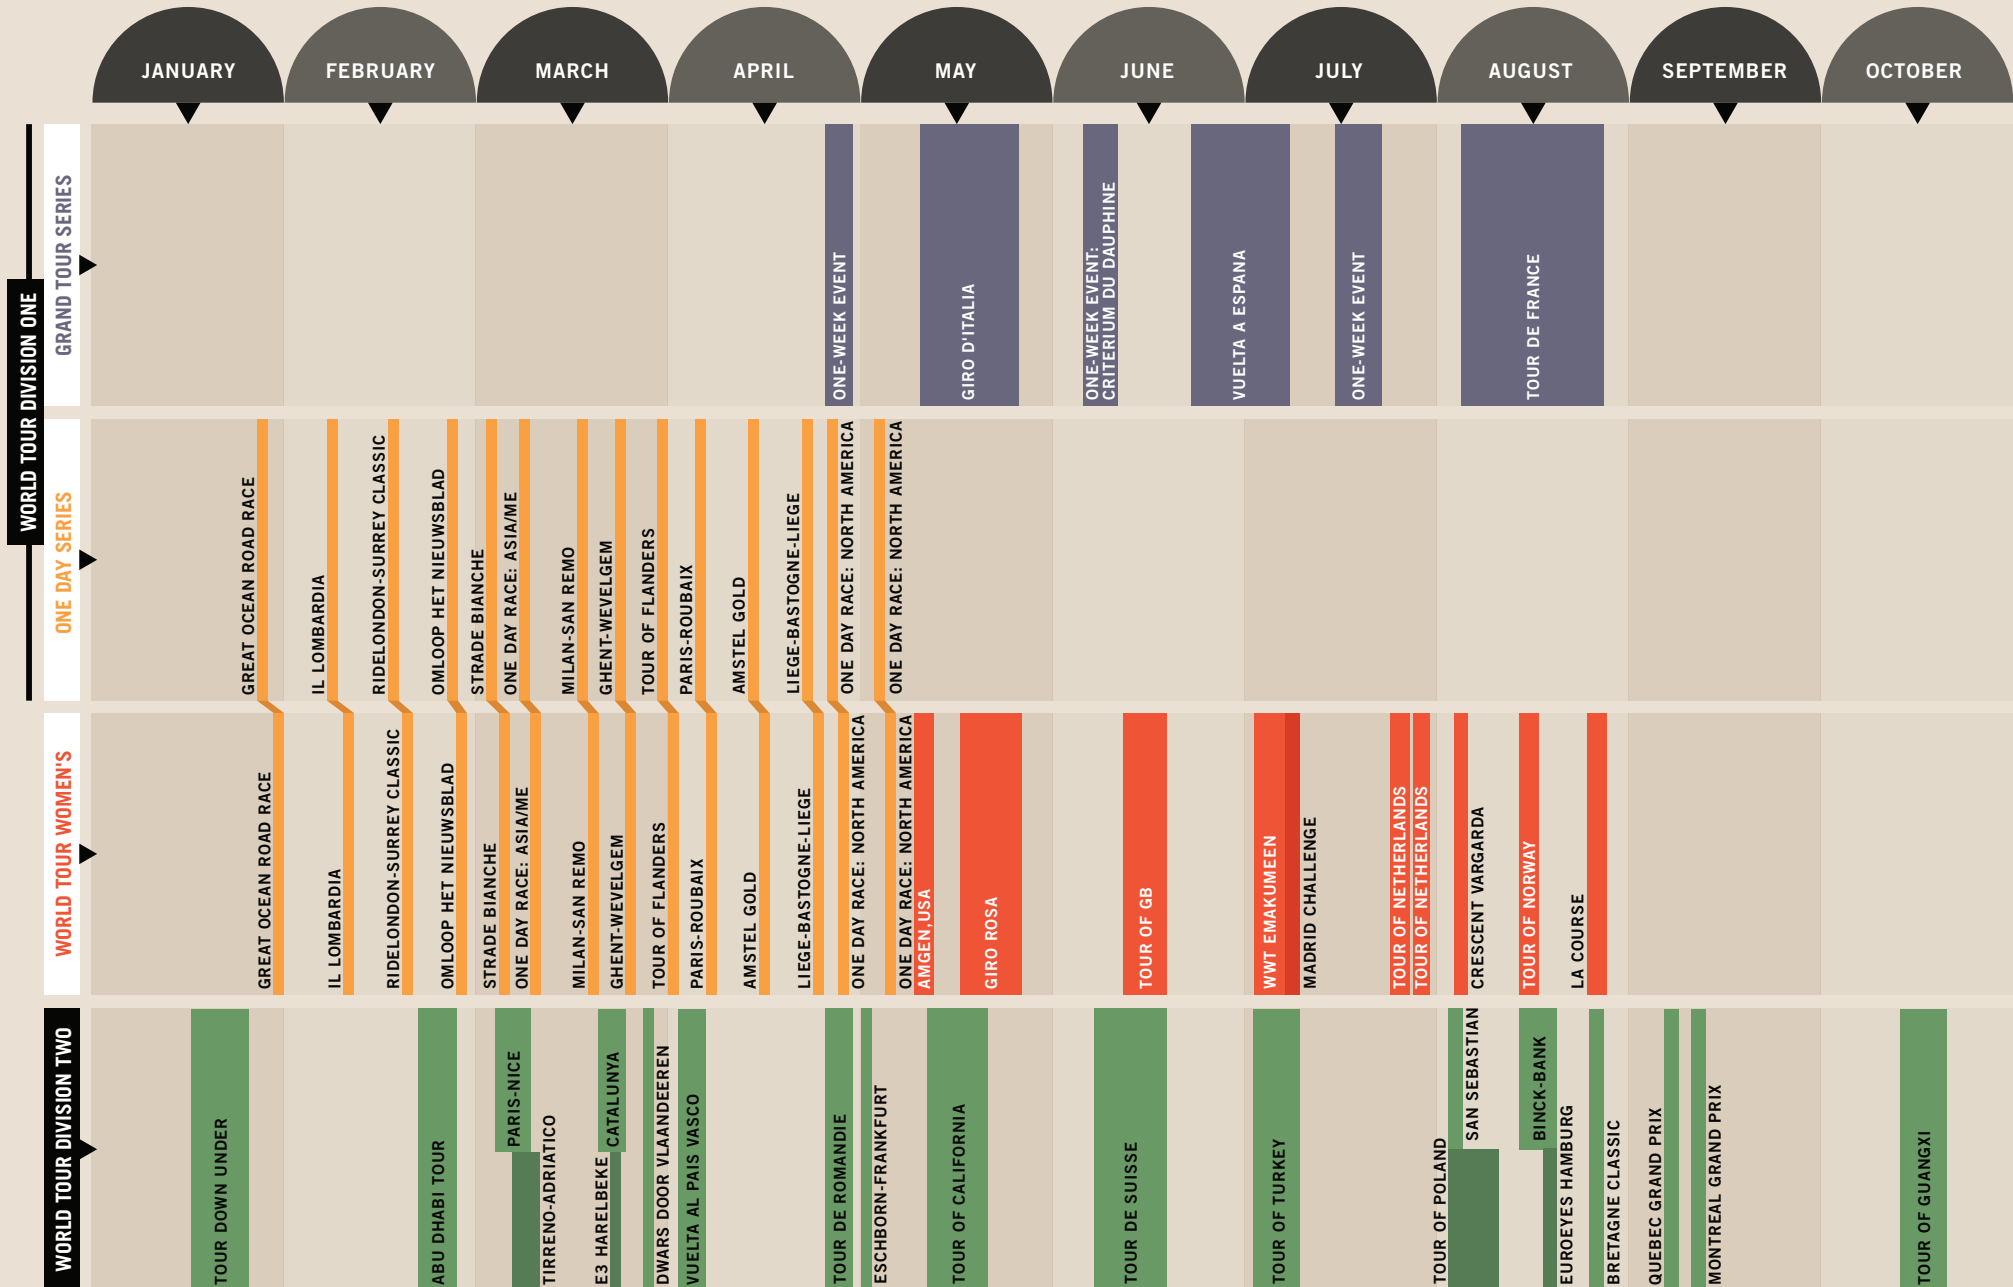 JANUARY
FEBRUARY
MARCH
APRIL
MAY
JUNE
JULY
AUGUST
SEPTEMBER
OCTOBER
WORLD TOUR DIVISION ONE
GRAND TOUR SERIES
ONE-WEEK EVENT
GIRO D'ITALIA
ONE-WEEK EVENT:
CRITERIUM DU DAUPHINE
VUELTA A ESPANA
ONE-WEEK EVENT
TOUR DE FRANCE
ONE DAY SERIES
GREAT OCEAN ROAD RACE
IL LOMBARDIA
RIDELONDON-SURREY CLASSIC
OMLOOP HET NIEUWSBLAD
STRADE BIANCHE
ONE DAY RACE: ASIA/ME
MILAN-SAN REMO
GHENT-WEVELGEM
TOUR OF FLANDERS
PARIS-ROUBAIX
AMSTEL GOLD
LIEGE-BASTOGNE-LIEGE
ONE DAY RACE: NORTH AMERICA
ONE DAY RACE: NORTH AMERICA
WORLD TOUR WOMEN'S
GREAT OCEAN ROAD RACE
IL LOMBARDIA
RIDELONDON-SURREY CLASSIC
OMLOOP HET NIEUWSBLAD
STRADE BIANCHE
ONE DAY RACE: ASIA/ME
MILAN-SAN REMO
GHENT-WEVELGEM
TOUR OF FLANDERS
PARIS-ROUBAIX
AMSTEL GOLD
LIEGE-BASTOGNE-LIEGE
ONE DAY RACE: NORTH AMERICA
ONE DAY RACE: NORTH AMERICA
AMGEN,USA
GIRO ROSA
TOUR OF GB
WWT EMAKUMEEN
MADRID CHALLENGE
TOUR OF NETHERLANDS
TOUR OF NETHERLANDS
CRESCENT VARGARDA
TOUR OF NORWAY
LA COURSE
WORLD TOUR DIVISION TWO
TOUR DOWN UNDER
ABU DHABI TOUR
PARIS-NICE
TIRRENO-ADRIATICO
E3 HARELBEKE
CATALUNYA
DWARS DOOR VLAANDEEREN
VUELTA AL PAIS VASCO
TOUR DE ROMANDIE
ESCHBORN-FRANKFURT
TOUR OF CALIFORNIA
TOUR DE SUISSE
TOUR OF TURKEY
TOUR OF POLAND
SAN SEBASTIAN
BINCK-BANK
EUROEYES HAMBURG
BRETAGNE CLASSIC
QUEBEC GRAND PRIX
MONTREAL GRAND PRIX
TOUR OF GUANGXI